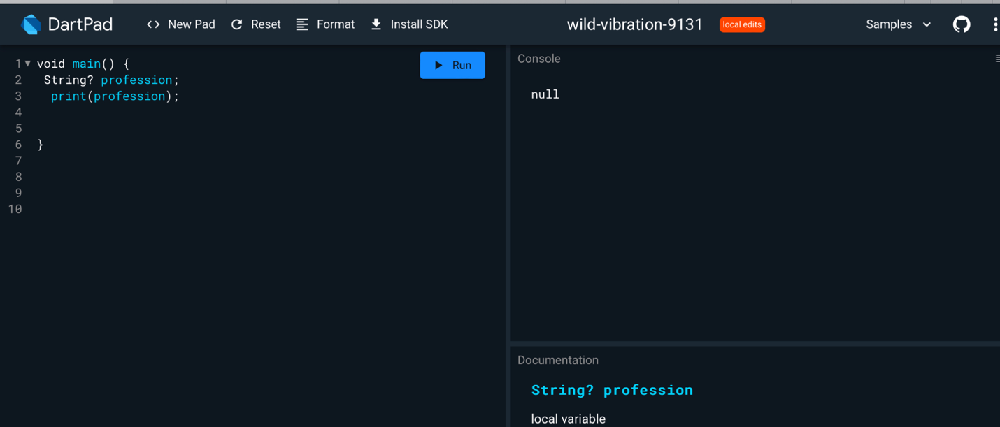 DartPad <> New Pad Reset Format Install SDK wild-vibration-9131 local edits Samples
1 void main() {
2 String? profession;
3 print(profession);
4
5
6 }
7
8
9
10
Run
Console
null
Documentation
String? profession
local variable